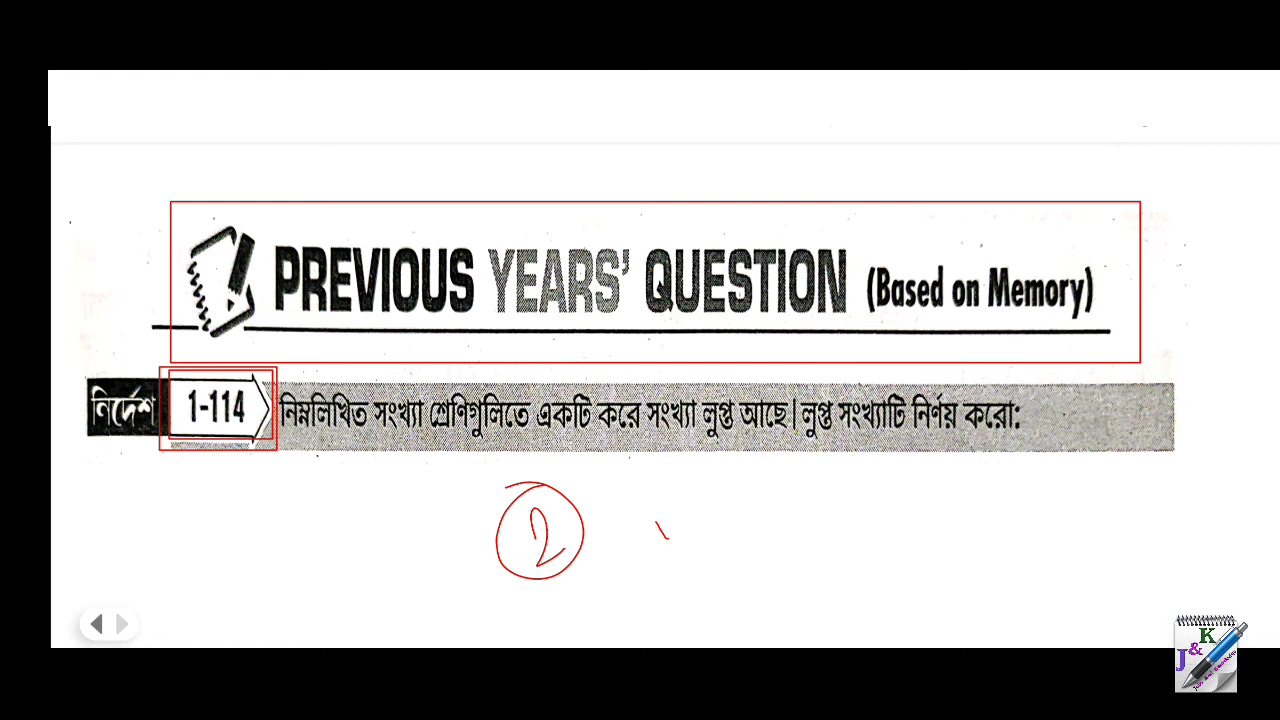 PREVIOUS YEARS' QUESTION (Based on Memory)
নির্দেশ 1-114 নিম্নলিখিত সংখ্যা শ্রেণিগুলিতে একটি করে সংখ্যা লুপ্ত আছে। লুপ্ত সংখ্যাটি নির্ণয় করো:
2
J&K